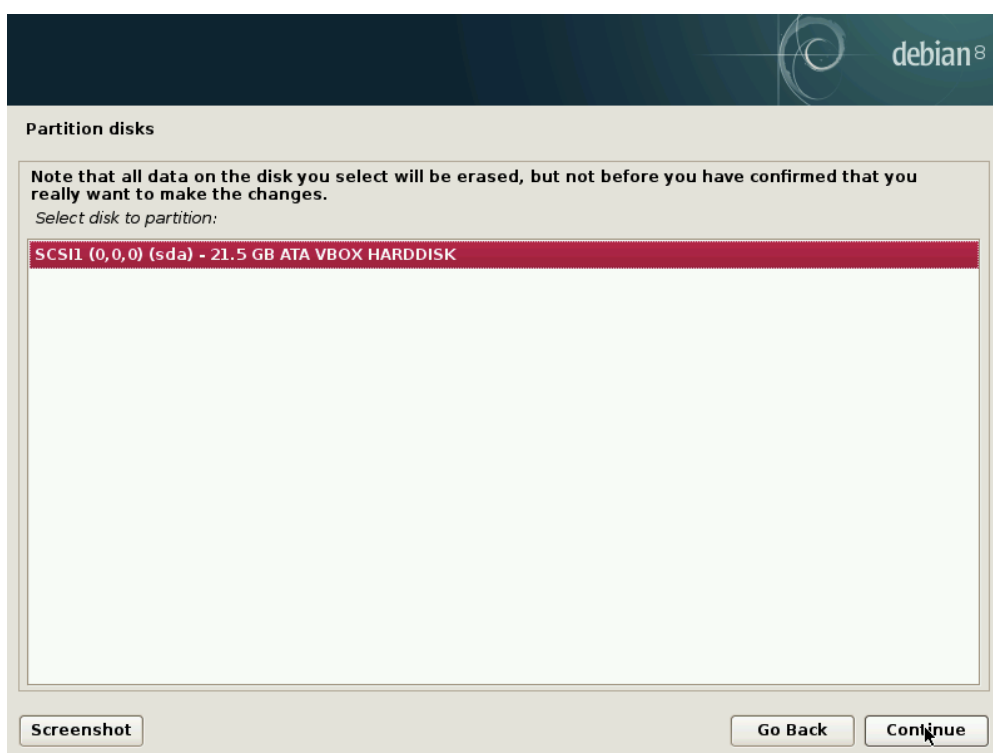 debian 8
Partition disks
Note that all data on the disk you select will be erased, but not before you have confirmed that you
really want to make the changes.
Select disk to partition:
SCSI1 (0,0,0) (sda) - 21.5 GB ATA VBOX HARDDISK
Screenshot
Go Back
Continue